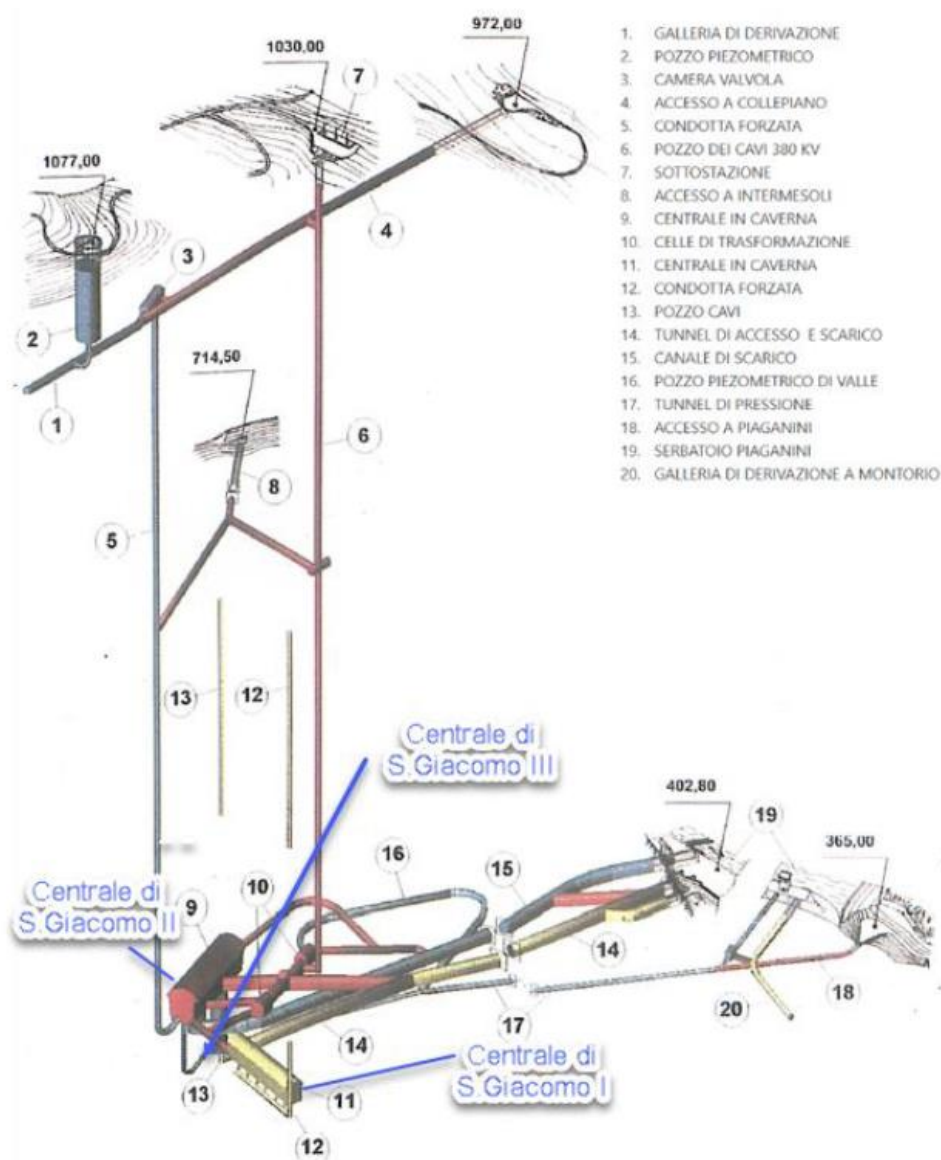 972,00
1030,00
7
1077,00
4
3
2
714,50
1
6
8
5
13
12
Centrale di
S.Giacomo III
402,80
19
365,00
16
15
Centrale di
S.Giacomo II
9
10
14
18
20
17
14
Centrale di
S.Giacomo I
13
11
12
1. GALLERIA DI DERIVAZIONE
2. POZZO PIEZOMETRICO
3. CAMERA VALVOLA
4. ACCESSO A COLLEPIANO
5. CONDOTTA FORZATA
6. POZZO DEI CAVI 380 KV
7. SOTTOSTAZIONE
8. ACCESSO A INTERMESOLI
9. CENTRALE IN CAVERNA
10. CELLE DI TRASFORMAZIONE
11. CENTRALE IN CAVERNA
12. CONDOTTA FORZATA
13. POZZO CAVI
14. TUNNEL DI ACCESSO E SCARICO
15. CANALE DI SCARICO
16. POZZO PIEZOMETRICO DI VALLE
17. TUNNEL DI PRESSIONE
18. ACCESSO A PIAGANINI
19. SERBATOIO PIAGANINI
20. GALLERIA DI DERIVAZIONE A MONTORIO